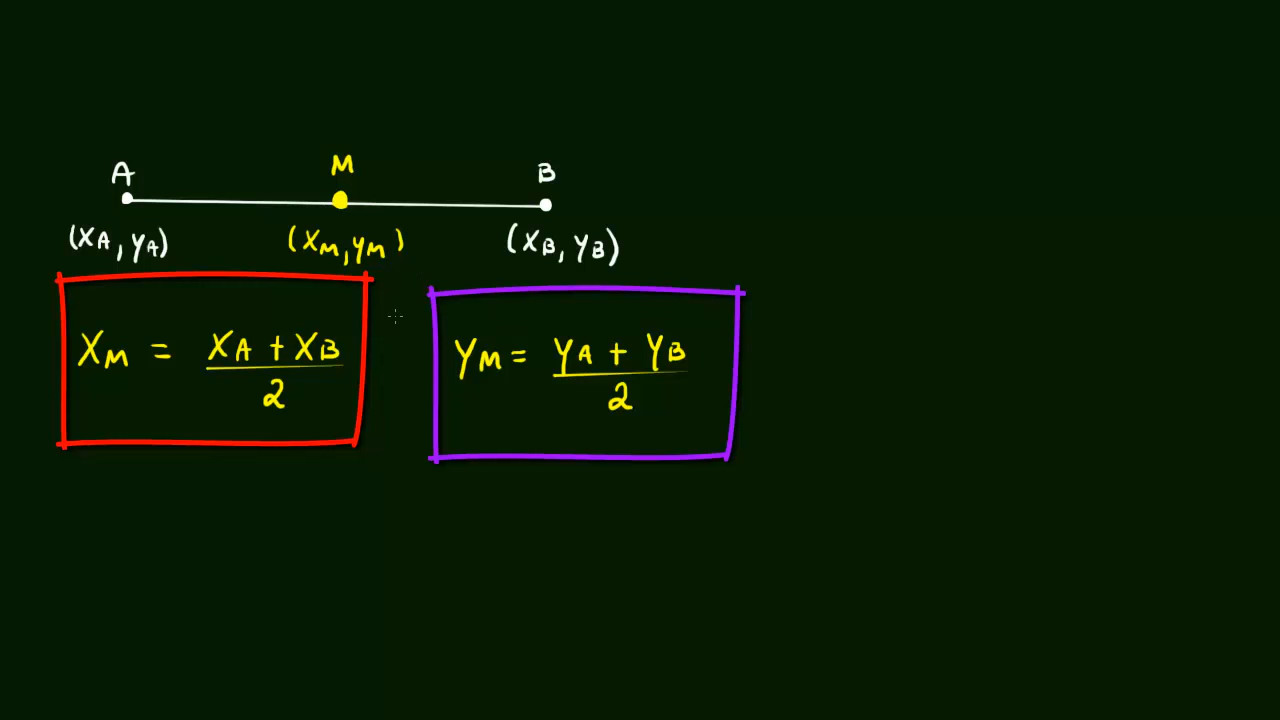 A M B
(XA, YA) (XM, YM) (XB, YB)
XM = XA + XB / 2
YM = YA + YB / 2